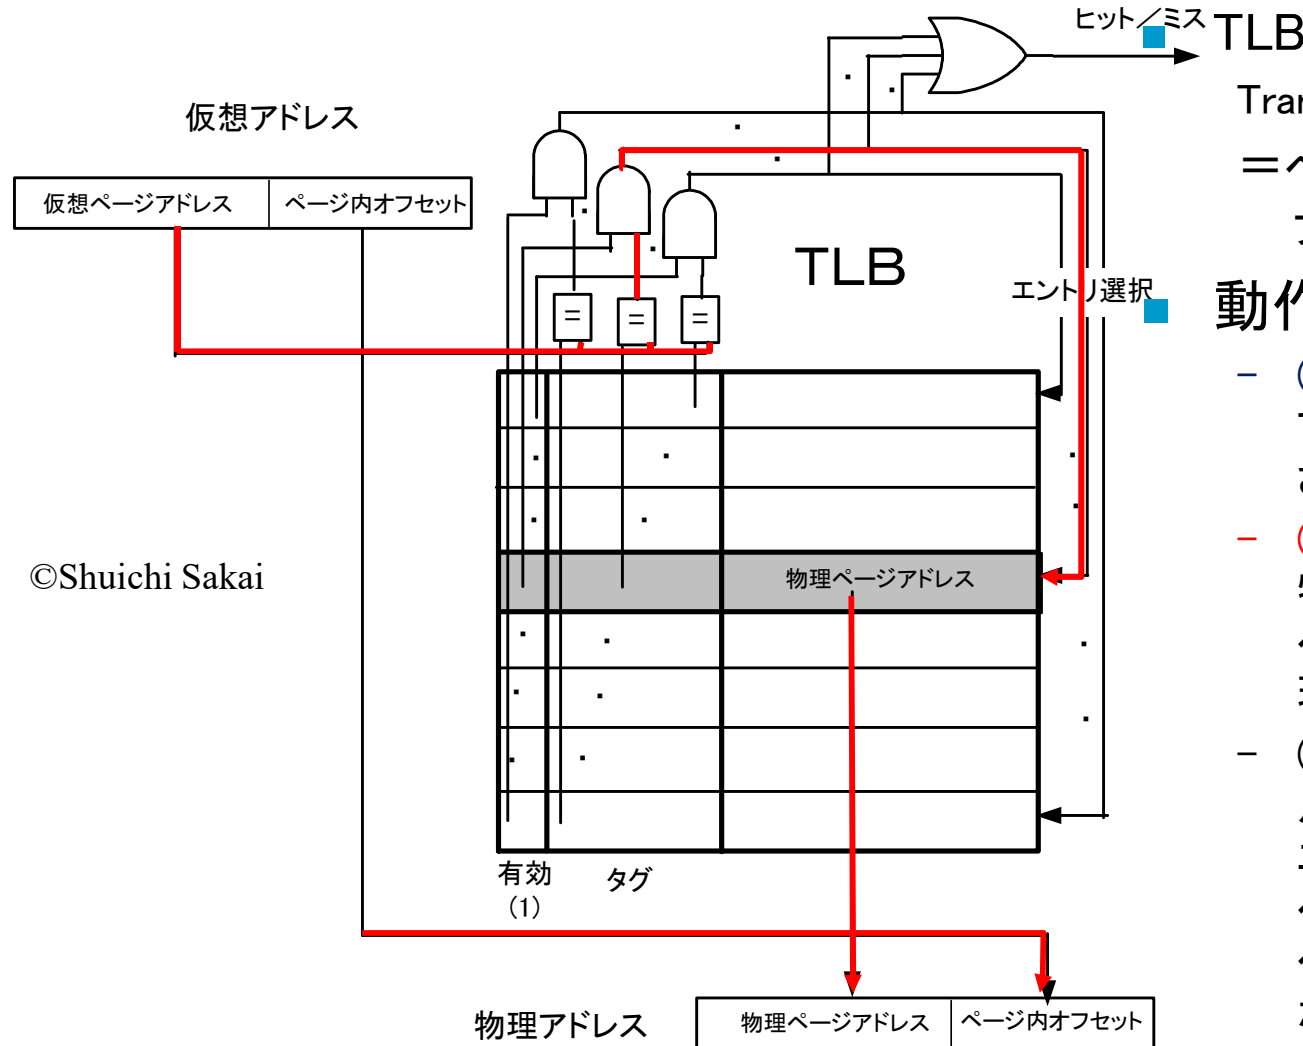 ヒット/ミス
TLB
仮想アドレス
仮想ページアドレス
ページ内オフセット
=
=
=
TLB
エントリ選択
動作
©Shuichi Sakai
物理ページアドレス
有効
(1)
タグ
物理アドレス
物理ページアドレス
ページ内オフセット